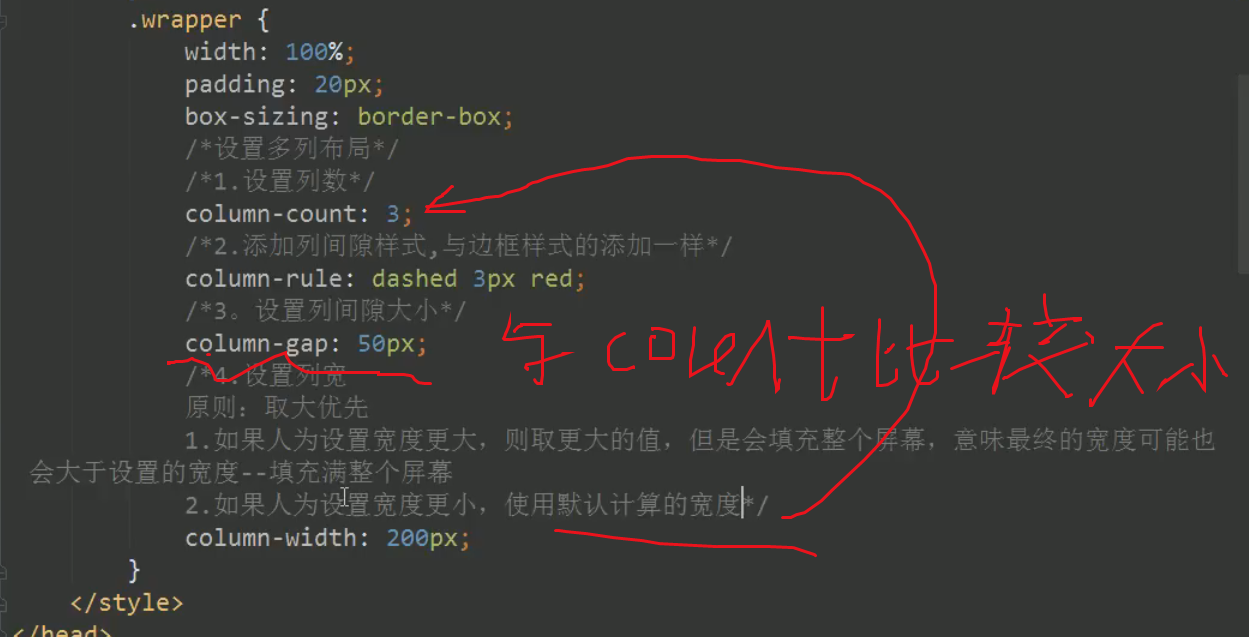 .wrapper {
width: 100%;
padding: 20px;
box-sizing: border-box;
/*设置多列布局*/
/*1.设置列数*/
column-count: 3;
/*2.添加列间隙样式,与边框样式的添加一样*/
column-rule: dashed 3px red;
/*3。设置列间隙大小*/
column-gap: 50px;
与 count 比较大小
/*4.设置列宽
原则：取大优先
1.如果人为设置宽度更大，则取更大的值，但是会填充整个屏幕，意味最终的宽度可能也
会大于设置的宽度--填充满整个屏幕
2.如果人为设置宽度更小，使用默认计算的宽度*/
column-width: 200px;
}
</style>
</head>